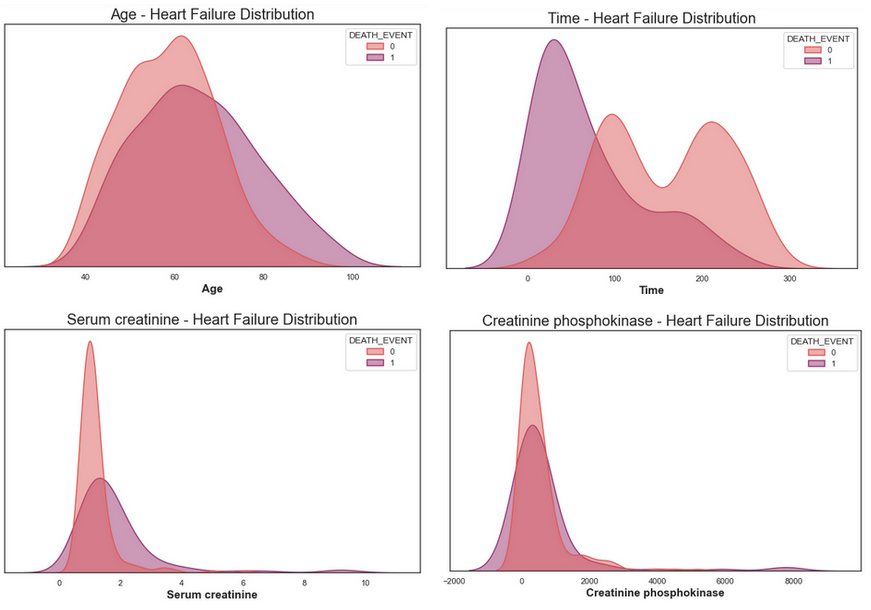 Age - Heart Failure Distribution
DEATH_EVENT
0
1
40 60 80 100
Age
Time - Heart Failure Distribution
DEATH_EVENT
0
1
0 100 200 300
Time
Serum creatinine - Heart Failure Distribution
DEATH_EVENT
0
1
0 2 4 6 8 10
Serum creatinine
Creatinine phosphokinase - Heart Failure Distribution
DEATH_EVENT
0
1
−2000 0 2000 4000 6000 8000
Creatinine phosphokinase